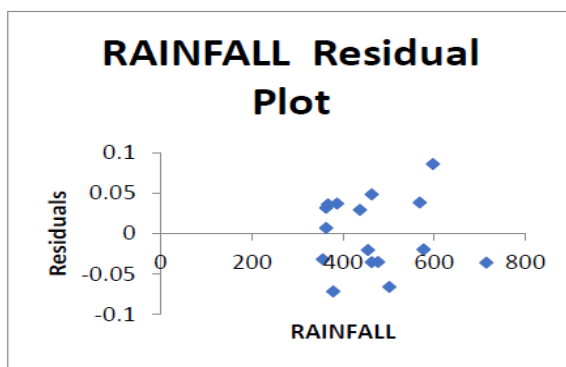 RAINFALL Residual
Plot
0.1
0.05
0
-0.05
-0.1
0 200 400 600 800
Residuals
RAINFALL